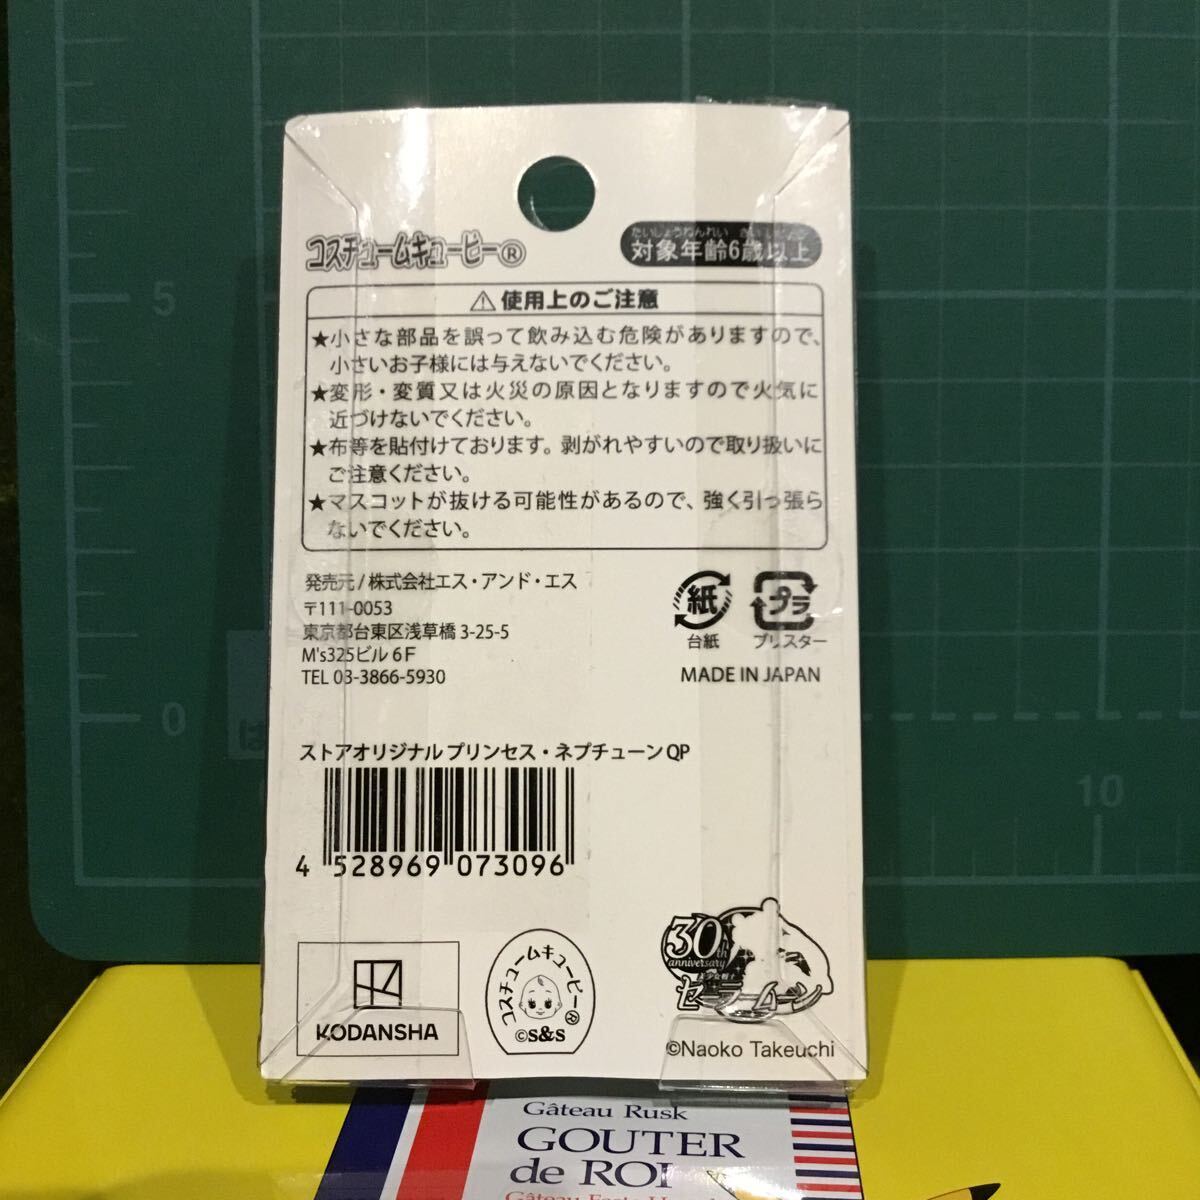 コスチュームキューピー®
たいしょうねんれい さい
対象年齢6歳以上
⚠使用上のご注意
★小さな部品を誤って飲み込む危険がありますので、
小さいお子様には与えないでください。
★変形・変質又は火災の原因となりますので火気に
近づけないでください。
★布等を貼付けております。剥がれやすいので取り扱いに
ご注意ください。
★マスコットが抜ける可能性があるので、強く引っ張ら
ないでください。
発売元/株式会社エス・アンド・エス
〒111-0053
東京都台東区浅草橋 3-25-5
M's325ビル 6F
TEL 03-3866-5930
紙
台紙
プラ
ブリスター
MADE IN JAPAN
ストアオリジナル プリンセス・ネプチューン QP
4 528969 073096
KODANSHA
コスチュームキューピー®
©S&S
30th
anniversary
美少女戦士
セーラームーン
©Naoko Takeuchi
5
0
10
は
Gâteau Rusk
GOUTER
de ROI